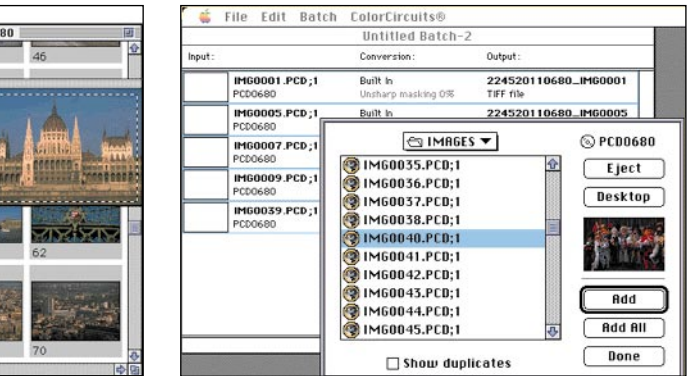 80
46
62
70
File Edit Batch ColorCircuits®
Untitled Batch-2
Input: Conversion: Output:
IMG0001.PCD;1 Built In 224520110680_IMG0001
PCD0680 Unsharp masking 0% TIFF file
IMG0005.PCD;1 Built In 224520110680_IMG0005
PCD0680
IMG0007.PCD;1
PCD0680
IMG0009.PCD;1
PCD0680
IMG0039.PCD;1
PCD0680
IMAGES
IMG0035.PCD;1
IMG0036.PCD;1
IMG0037.PCD;1
IMG0038.PCD;1
IMG0040.PCD;1
IMG0041.PCD;1
IMG0042.PCD;1
IMG0043.PCD;1
IMG0044.PCD;1
IMG0045.PCD;1
Show duplicates
PCD0680
Eject
Desktop
Add
Add All
Done